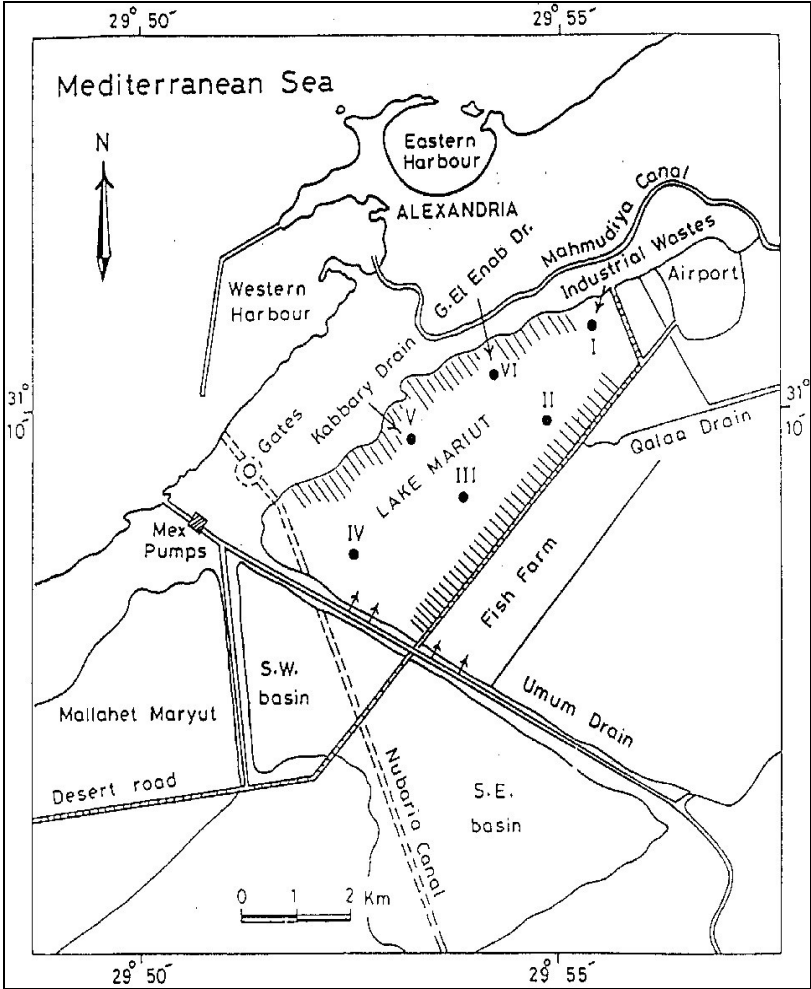 29° 50-
29° 55-
Mediterranean Sea
N
Eastern
Harbour
ALEXANDRIA
Mahmudiya Canal
G.El Enab Dr.
Industrial Wastes
Airport
Western
Harbour
I
VI
Kabbary Drain
31°
10-
31°
10-
II
V
Gates
Qalaa Drain
LAKE MARIUT
III
IV
Mex
Pumps
Fish Farm
S.W.
basin
Mallahet Maryut
Umum Drain
Desert road
Nubaria Canal
S.E.
basin
0 1 2 Km
29° 50-
29° 55-